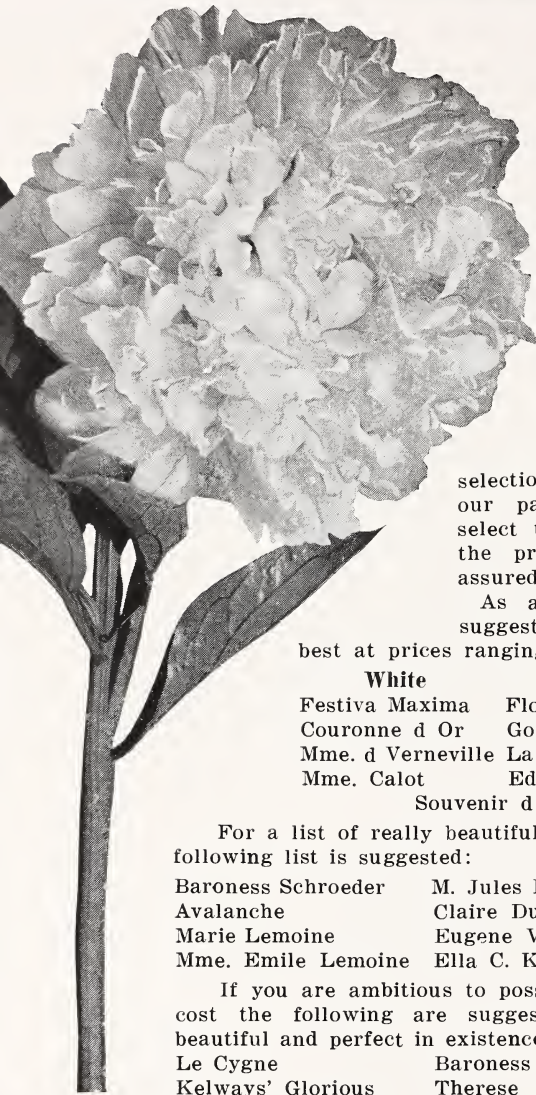 selectio
our pa
select
the pr
assured
As a
suggest
best at prices ranging
White
Festiva Maxima Flo
Couronne d Or Go
Mme. d Verneville La
Mme. Calot Ed
Souvenir d
For a list of really beautiful
following list is suggested:
Baroness Schroeder M. Jules
Avalanche Claire Du
Marie Lemoine Eugene V
Mme. Emile Lemoine Ella C. K
If you are ambitious to poss
cost the following are sugges
beautiful and perfect in existence
Le Cygne Baroness
Kelways' Glorious Therese